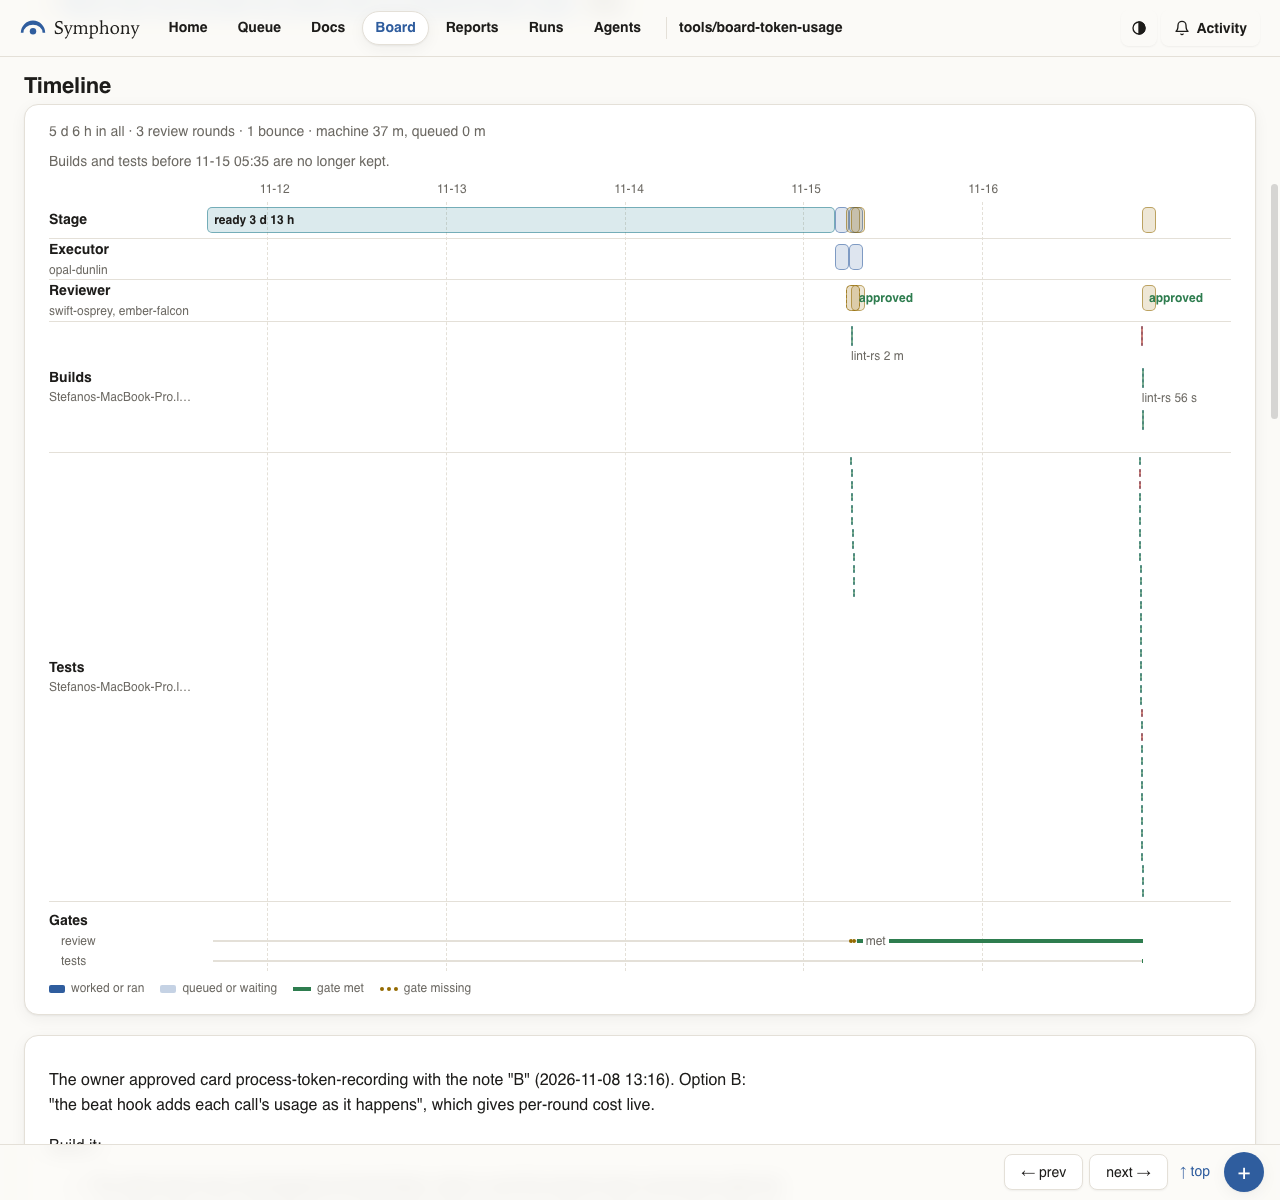 Symphony Home Queue Docs Board Reports Runs Agents tools/board-token-usage Activity
Timeline
5 d 6 h in all · 3 review rounds · 1 bounce · machine 37 m, queued 0 m
Builds and tests before 11-15 05:35 are no longer kept.
11-12 11-13 11-14 11-15 11-16
Stage ready 3 d 13 h
Executor
opal-dunlin
Reviewer approved approved
swift-osprey, ember-falcon
lint-rs 2 m
Builds
Stefanos-MacBook-Pro.l… lint-rs 56 s
Tests
Stefanos-MacBook-Pro.l…
Gates
review met
tests
worked or ran queued or waiting gate met gate missing
The owner approved card process-token-recording with the note "B" (2026-11-08 13:16). Option B:
"the beat hook adds each call's usage as it happens", which gives per-round cost live.
Build it:
← prev next → ↑ top +